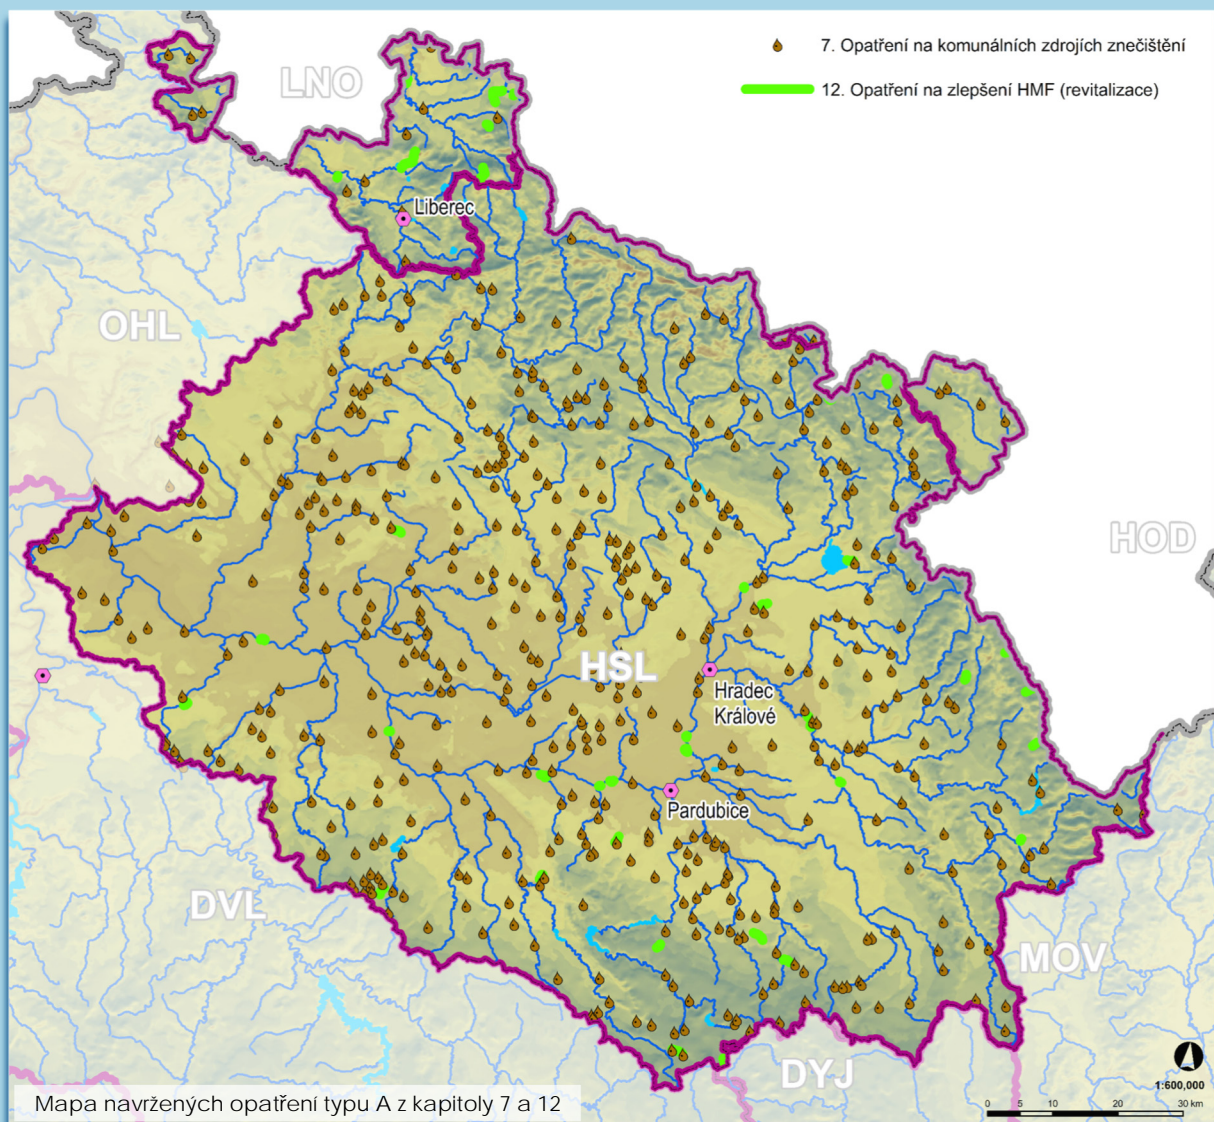 7. Opatření na komunálních zdrojích znečištění
12. Opatření na zlepšení HMF (revitalizace)
LNO
Liberec
OHL
HOD
HSL
Hradec
Králové
Pardubice
DVL
MOV
DYJ
1:600,000
0 5 10 20 30 km
Mapa navržených opatření typu A z kapitoly 7 a 12